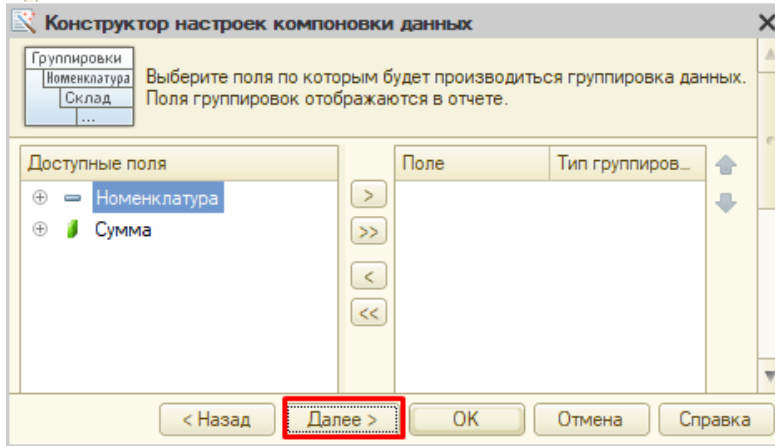 Конструктор настроек компоновки данных
Группировки
Номенклатура
Склад
...
Выберите поля по которым будет производиться группировка данных.
Поля группировок отображаются в отчете.
Доступные поля
Поле
Тип группиров...
Номенклатура
Сумма
>
>>
<
<<
< Назад
Далее >
OK
Отмена
Справка